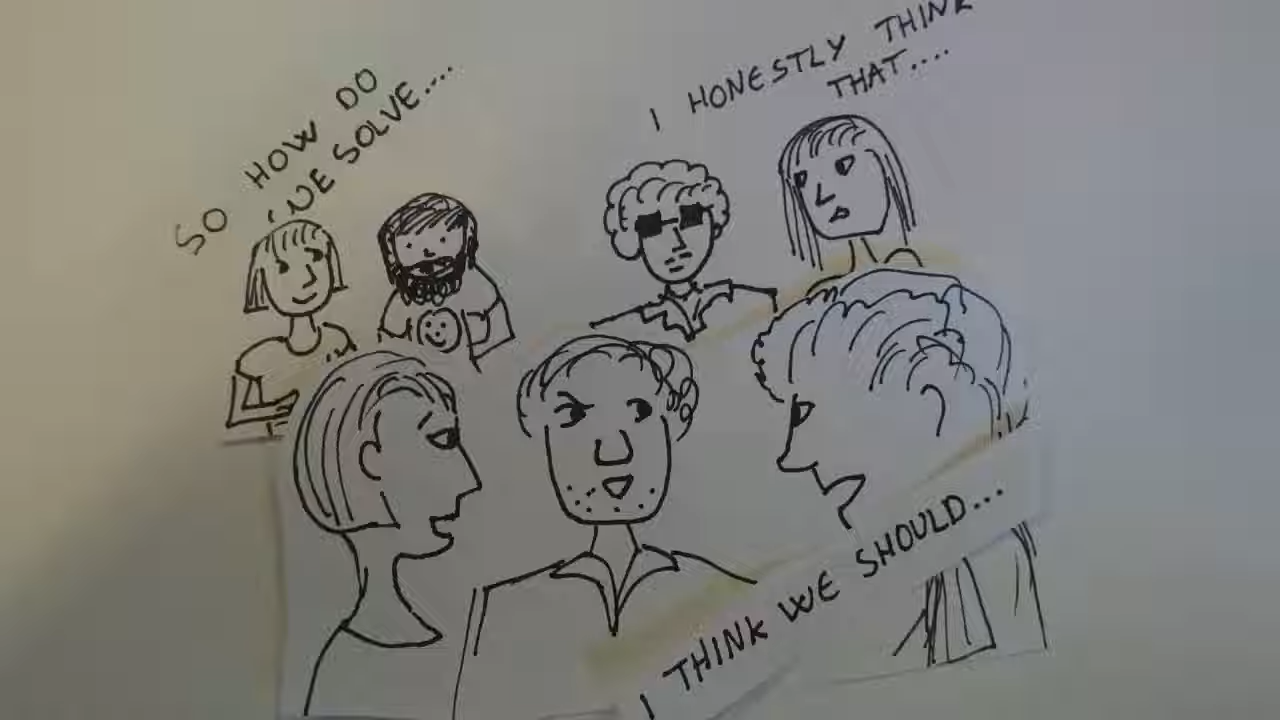 SO HOW DO
WE SOLVE....
I HONESTLY THINK
THAT....
I THINK WE SHOULD...